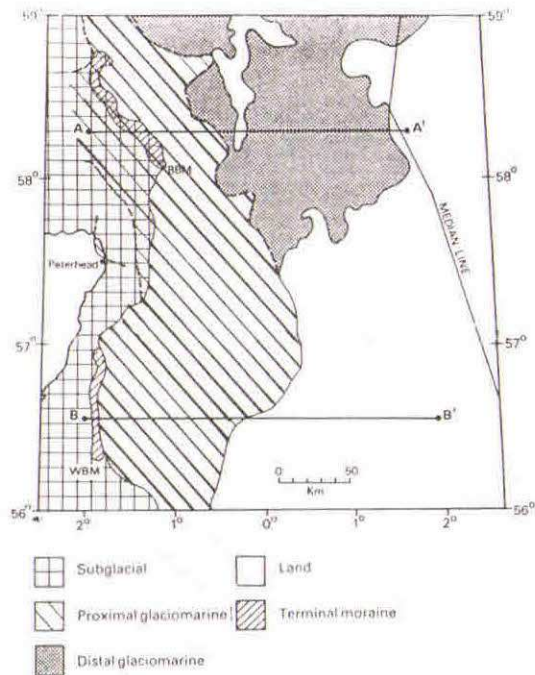 59° 59°
A A'
BBM
58° 58°
MEDIAN LINE
Peterhead
57° 57°
B B'
WBM
0 50
Km
56° 56°
2° 1° 0° 1° 2°
Subglacial Land
Proximal glaciomarine Terminal moraine
Distal glaciomarine